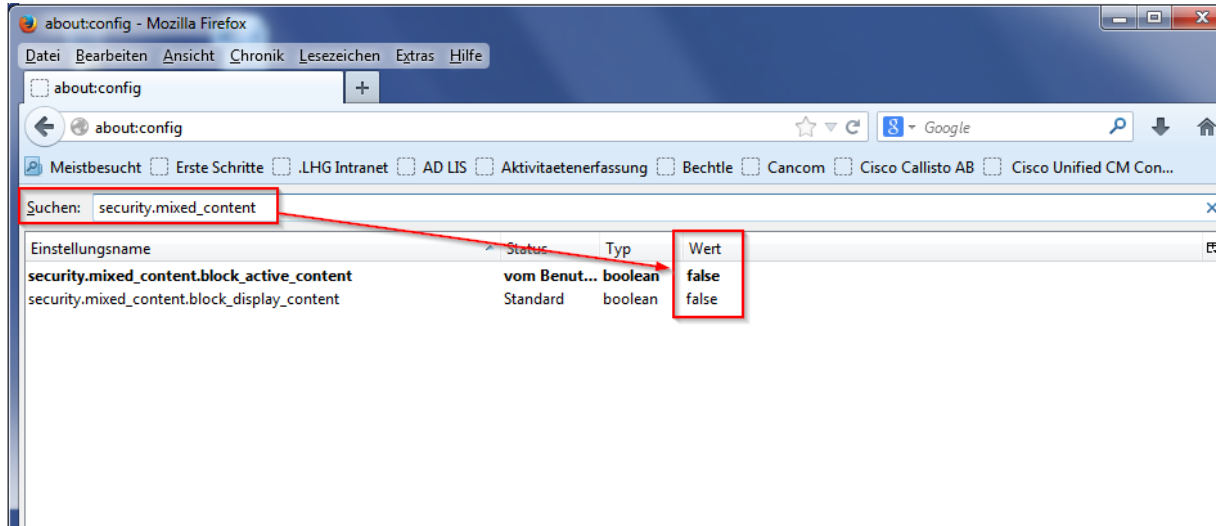 about:config - Mozilla Firefox
Datei Bearbeiten Ansicht Chronik Lesezeichen Extras Hilfe
about:config
about:config
Google
Meistbesucht Erste Schritte .LHG Intranet AD LIS Aktivitaetenerfassung Bechtle Cancom Cisco Callisto AB Cisco Unified CM Con...
Suchen: security.mixed_content
Einstellungsname Status Typ Wert
security.mixed_content.block_active_content vom Benut... boolean false
security.mixed_content.block_display_content Standard boolean false